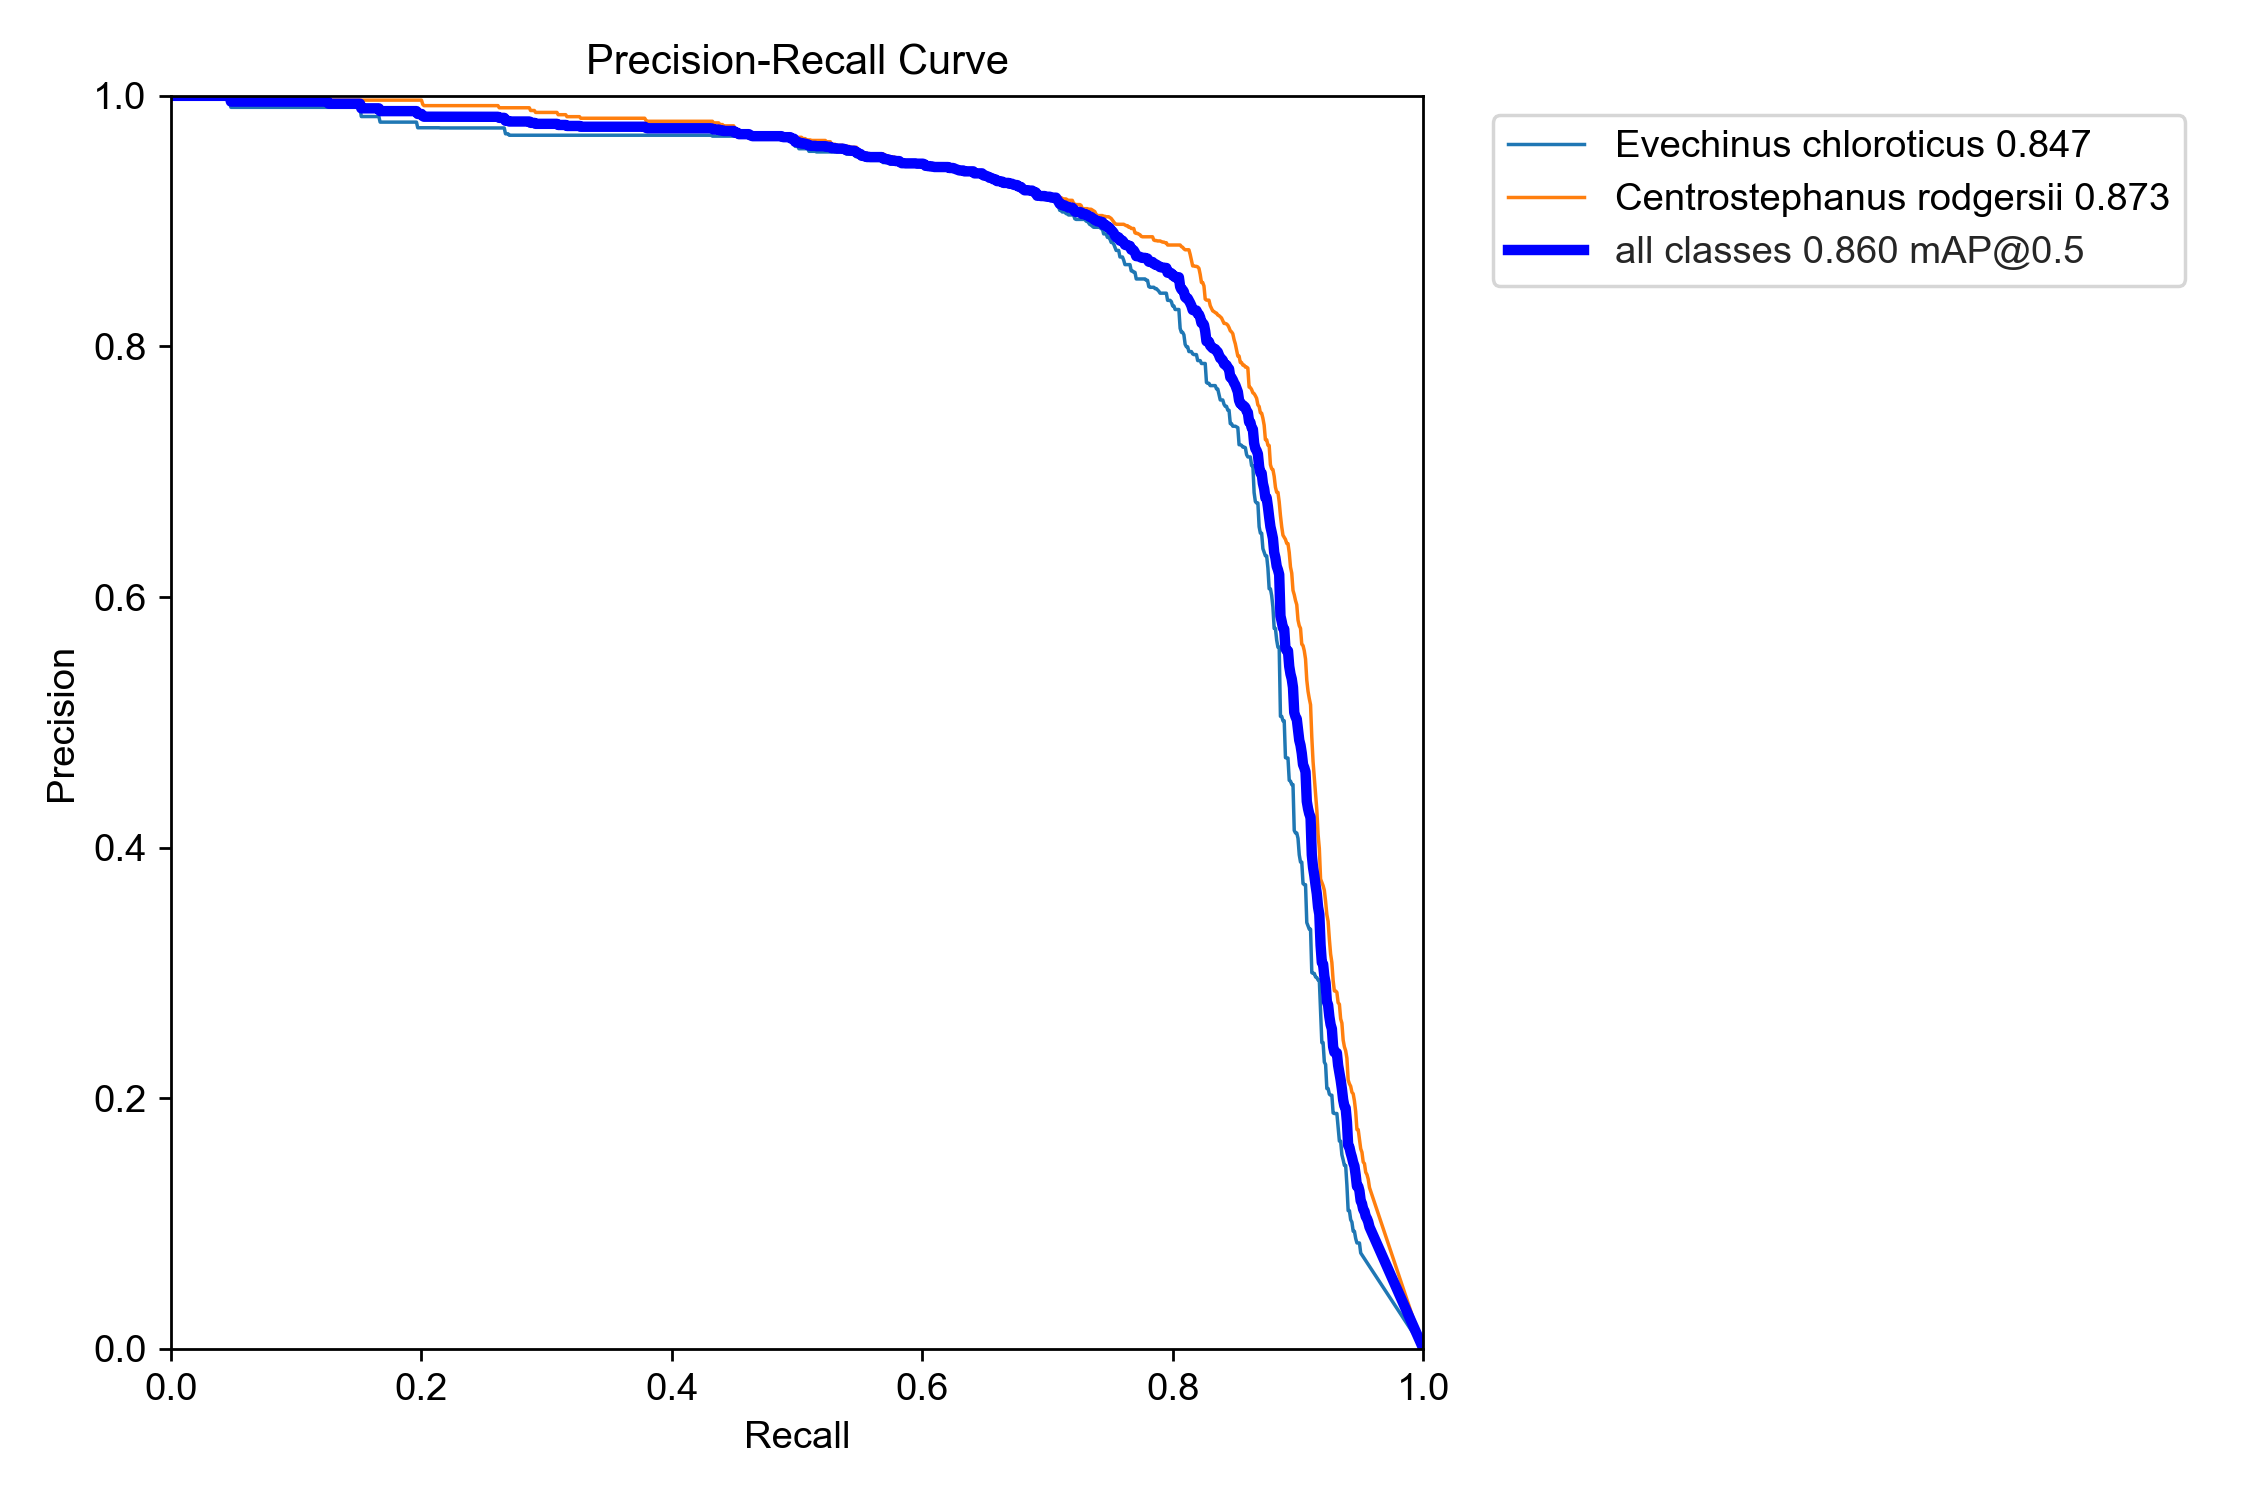 Precision-Recall Curve
1.0
0.8
0.6
0.4
0.2
0.0
Precision
0.0 0.2 0.4 0.6 0.8 1.0
Recall
Evechinus chloroticus 0.847
Centrostephanus rodgersii 0.873
all classes 0.860 mAP@0.5